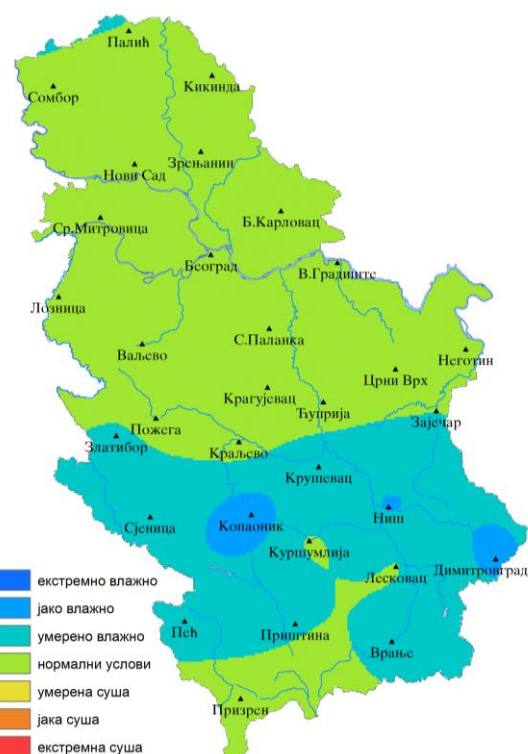 Палић
Сомбор
Кикинда
Зрењанин
Нови Сад
Ср.Митровица
Б.Карловац
Београд
В.Градиште
Лозница
Ваљево
С.Паланка
Неготин
Црни Врх
Крагујевац
Ћуприја
Зајечар
Пожега
Златибор
Краљево
Крушевац
Сјеница
Копаоник
Ниш
Куршумлија
Лесковац
Димитровград
Пећ
Приштина
Врање
Призрен
екстремно влажно
јако влажно
умерено влажно
нормални услови
умерена суша
јака суша
екстремна суша